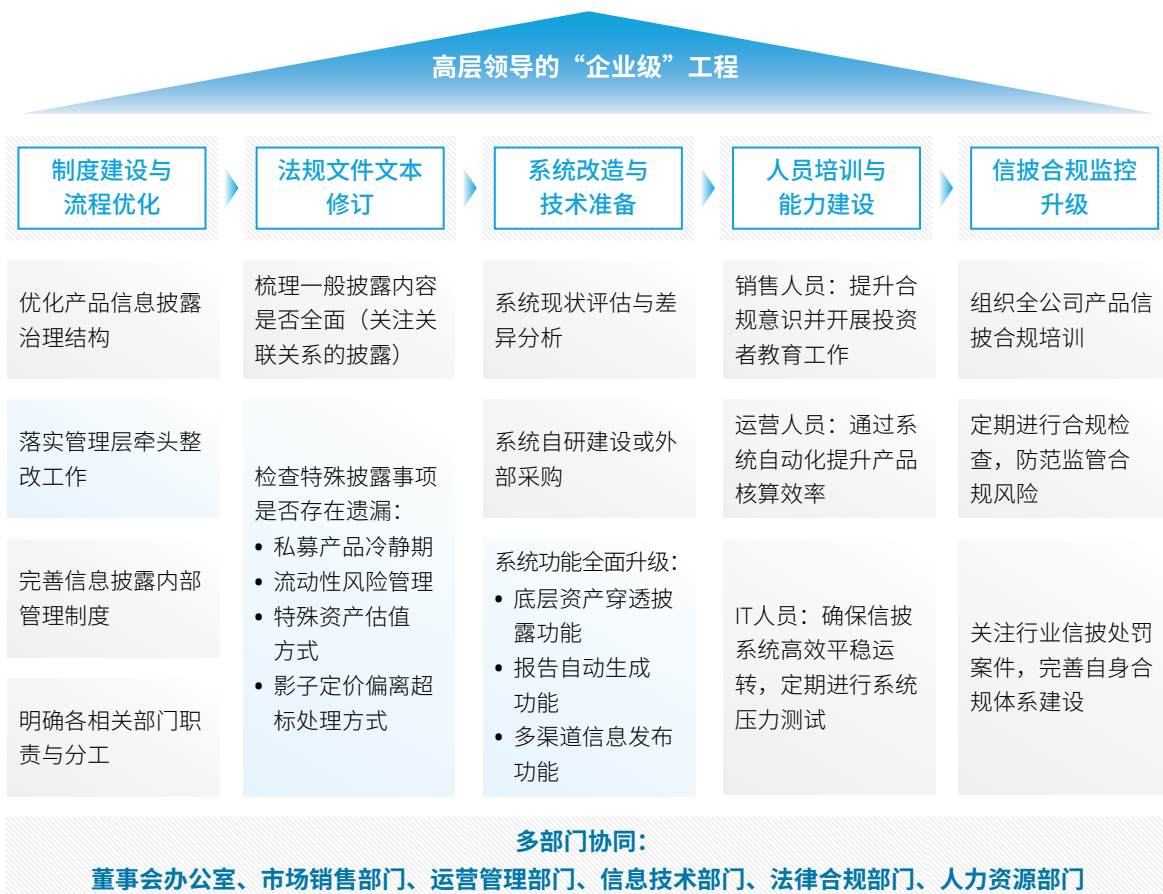 高层领导的“企业级”工程
制度建设与
流程优化
法规文件文本
修订
系统改造与
技术准备
人员培训与
能力建设
信披合规监控
升级
优化产品信息披露
治理结构
落实管理层牵头整
改工作
完善信息披露内部
管理制度
明确各相关部门职
责与分工
梳理一般披露内容
是否全面（关注关
联关系的披露）
检查特殊披露事项
是否存在遗漏：
• 私募产品冷静期
• 流动性风险管理
• 特殊资产估值
方式
• 影子定价偏离超
标处理方式
系统现状评估与差
异分析
系统自研建设或外
部采购
系统功能全面升级：
• 底层资产穿透披
露功能
• 报告自动生成
功能
• 多渠道信息发布
功能
销售人员：提升合
规意识并开展投资
者教育工作
运营人员：通过系
统自动化提升产品
核算效率
IT人员：确保信披
系统高效平稳运
转，定期进行系统
压力测试
组织全公司产品信
披合规培训
定期进行合规检
查，防范监管合
规风险
关注行业信披处罚
案件，完善自身合
规体系建设
多部门协同：
董事会办公室、市场销售部门、运营管理部门、信息技术部门、法律合规部门、人力资源部门